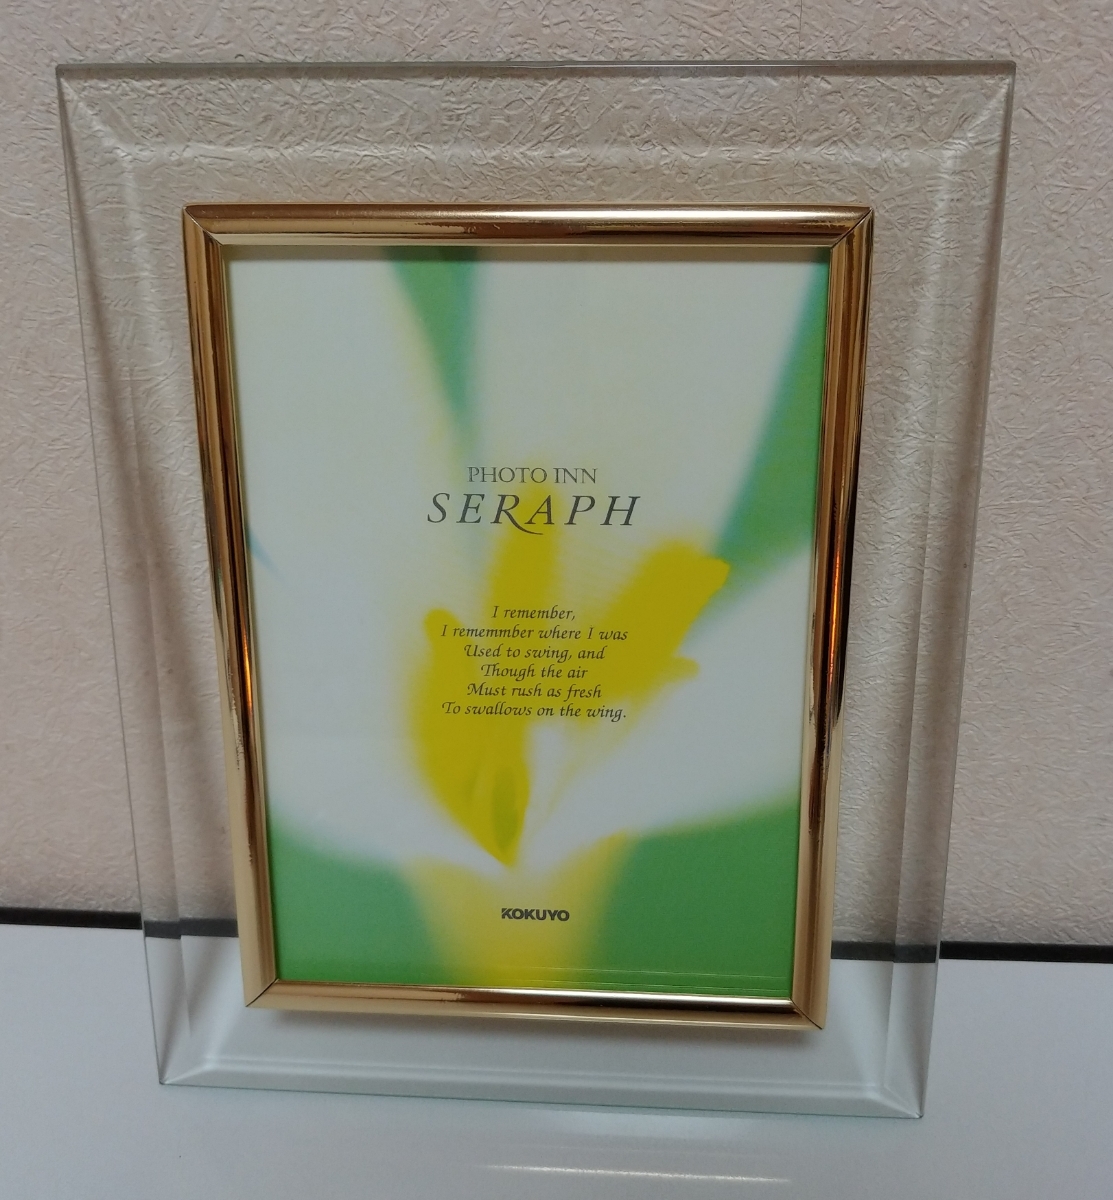 PHOTO INN
SERAPH
I remember,
I rememmber where I was
Used to swing, and
Though the air
Must rush as fresh
To swallows on the wing.
KOKUYO